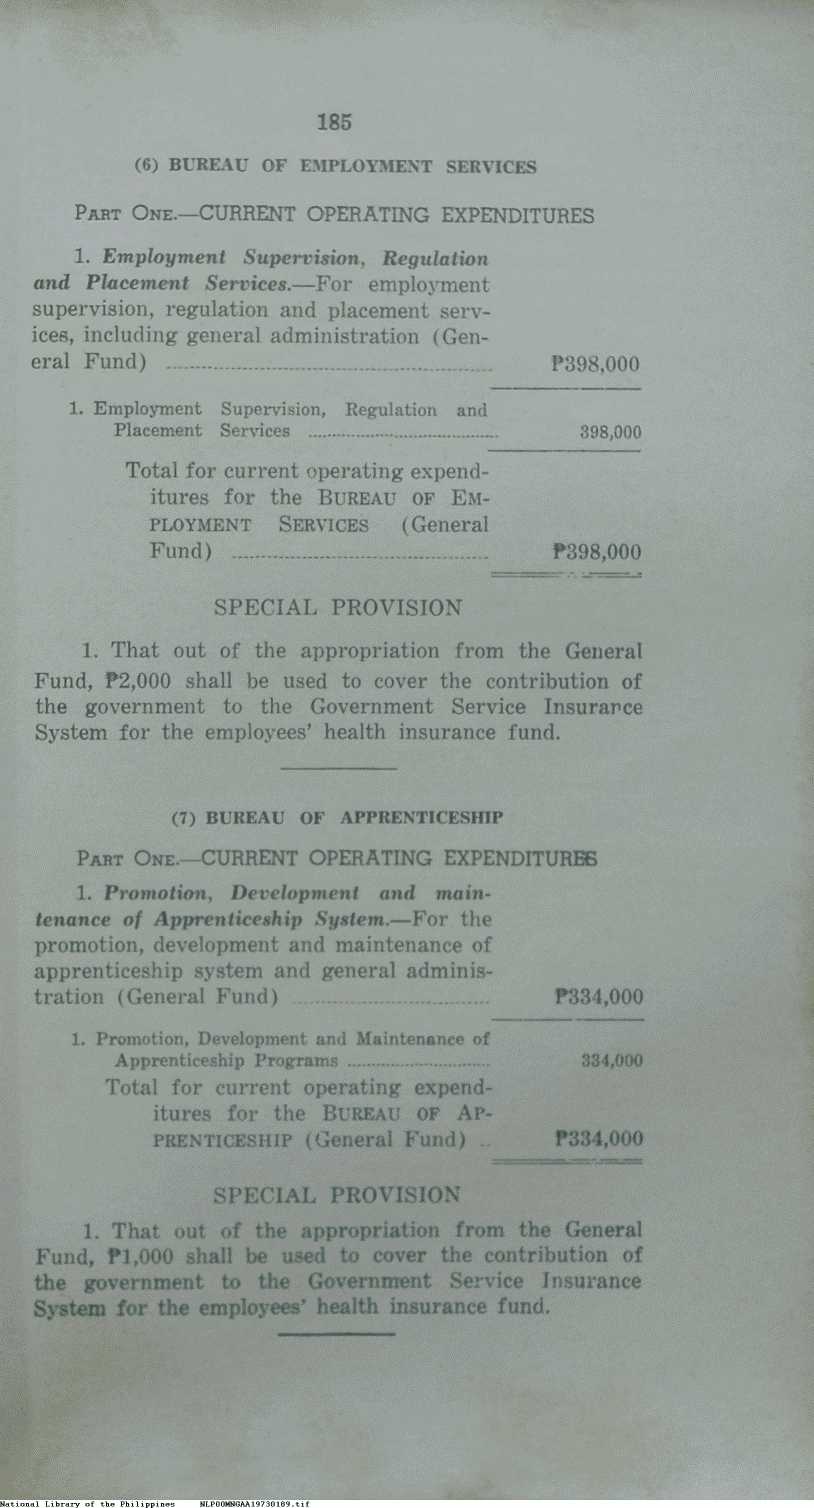 185
(6) BUREAU OF EMPLOYMENT SERVICES
PART ONE.—CURRENT OPERATING EXPENDITURES
1. Employment Supervision, Regulation
and Placement Services.—For employment
supervision, regulation and placement serv-
ices, including general administration (Gen-
eral Fund) ₱398,000
1. Employment Supervision, Regulation and
Placement Services 398,000
Total for current operating expend-
itures for the BUREAU OF EM-
PLOYMENT SERVICES (General
Fund) ₱398,000
SPECIAL PROVISION
1. That out of the appropriation from the General
Fund, ₱2,000 shall be used to cover the contribution of
the government to the Government Service Insurance
System for the employees' health insurance fund.
(7) BUREAU OF APPRENTICESHIP
PART ONE.—CURRENT OPERATING EXPENDITURES
1. Promotion, Development and main-
tenance of Apprenticeship System.—For the
promotion, development and maintenance of
apprenticeship system and general adminis-
tration (General Fund) ₱334,000
1. Promotion, Development and Maintenance of
Apprenticeship Programs 334,000
Total for current operating expend-
itures for the BUREAU OF AP-
PRENTICESHIP (General Fund) .. ₱334,000
SPECIAL PROVISION
1. That out of the appropriation from the General
Fund, ₱1,000 shall be used to cover the contribution of
the government to the Government Service Insurance
System for the employees' health insurance fund.
National Library of the Philippines NLP00MNGAA19730189.tif